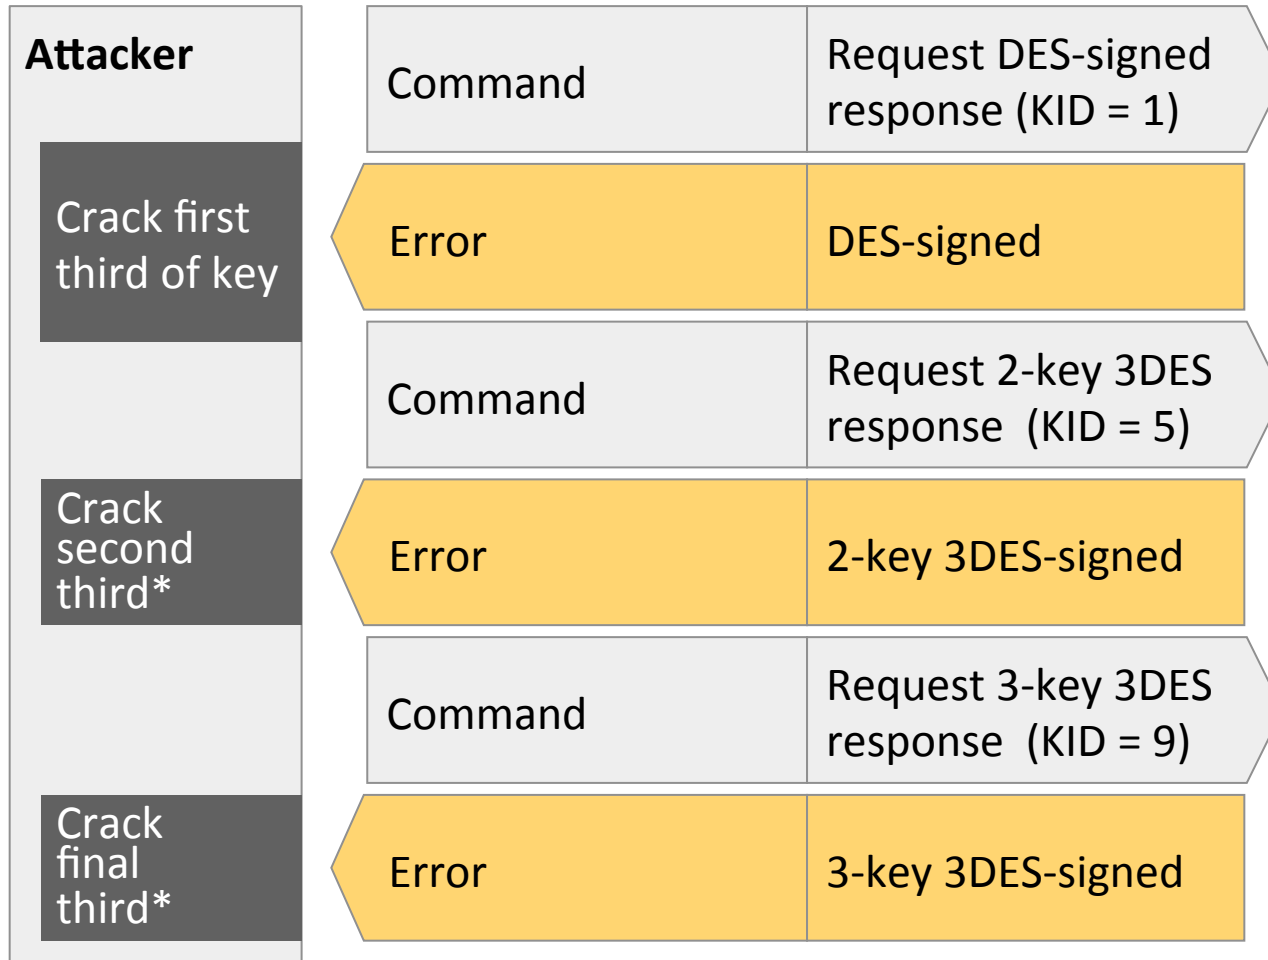 Attacker
Command
Request DES-signed
response (KID = 1)
Crack first
third of key
Error
DES-signed
Command
Request 2-key 3DES
response  (KID = 5)
Crack
second
third*
Error
2-key 3DES-signed
Command
Request 3-key 3DES
response  (KID = 9)
Crack
final
third*
Error
3-key 3DES-signed